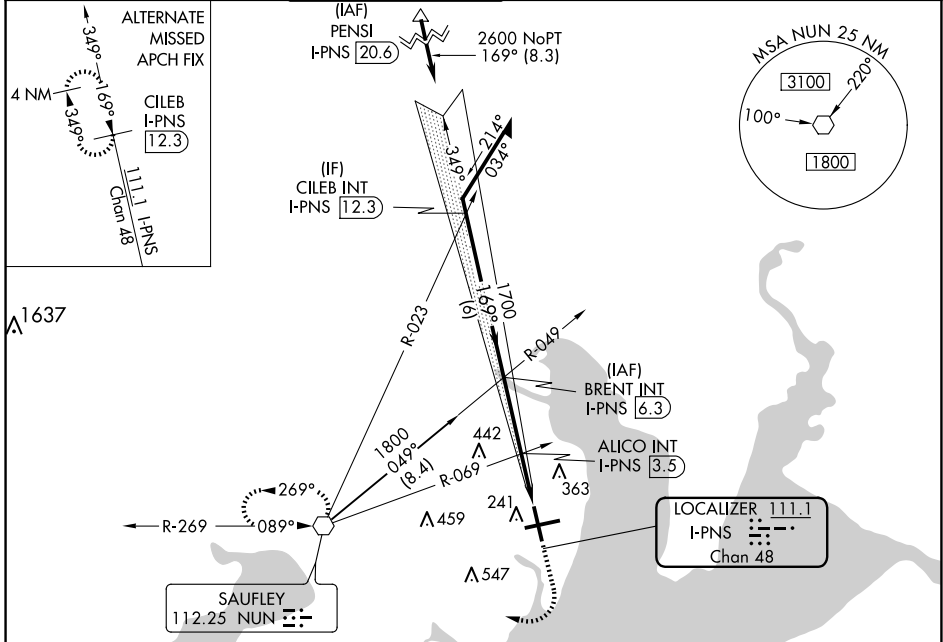 ALTERNATE
MISSED
APCH FIX
349°
169°
4 NM
349°
CILEB
I-PNS
12.3
111.1 I-PNS
Chan 48
(IAF)
PENSI
I-PNS 20.6
2600 NoPT
169° (8.3)
MSA NUN 25 NM
3100
220°
100°
1800
349°
214°
034°
(IF)
CILEB INT
I-PNS 12.3
1700
169°
(6)
R-023
R-049
1637
(IAF)
BRENT INT
I-PNS 6.3
1800
049°
(8.4)
442
R-069
ALICO INT
I-PNS 3.5
363
269°
R-269
089°
459
241
547
LOCALIZER 111.1
I-PNS
Chan 48
SAUFLEY
112.25 NUN